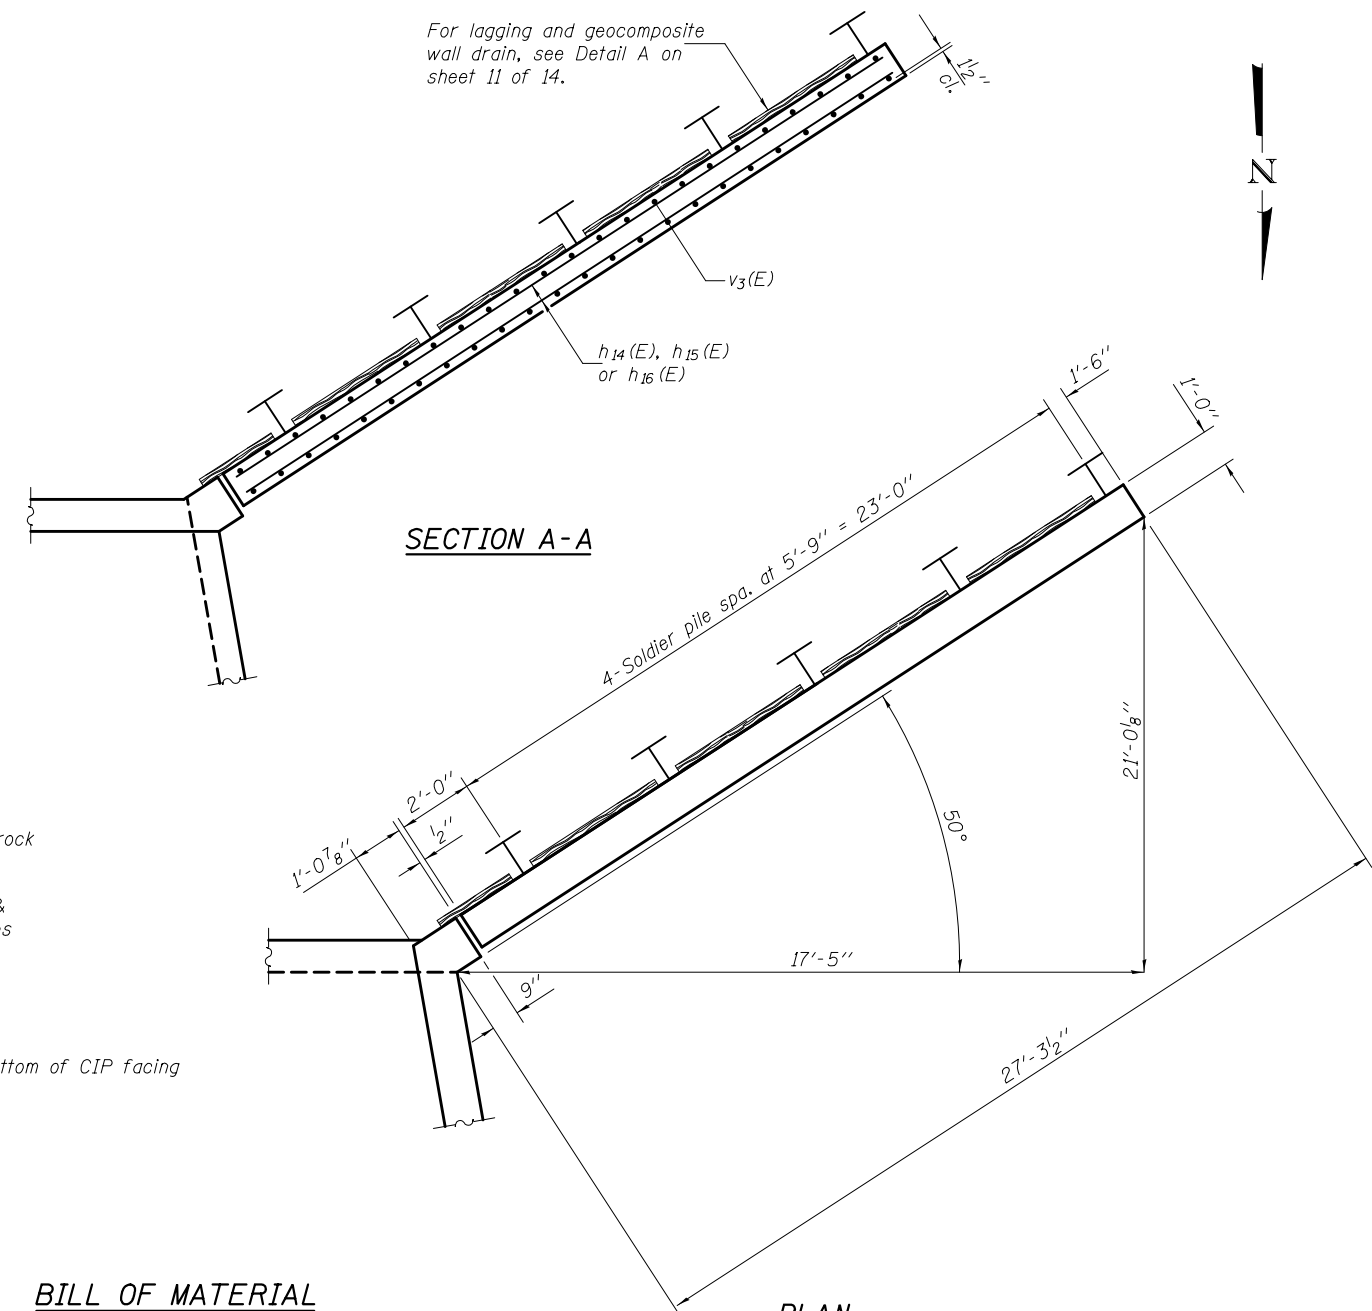 For lagging and geocomposite
wall drain, see Detail A on
sheet 11 of 14.
1½"
cl.
N
v3(E)
h14(E), h15(E)
or h16(E)
SECTION A-A
1'-6"
1'-0"
4-Soldier pile spa. at 5'-9" = 23'-0"
2'-0"
½"
1'-0⅞"
21'-0⅛"
50°
17'-5"
9"
27'-3½"
rock
&
ttom of CIP facing
BILL OF MATERIAL
PLAN